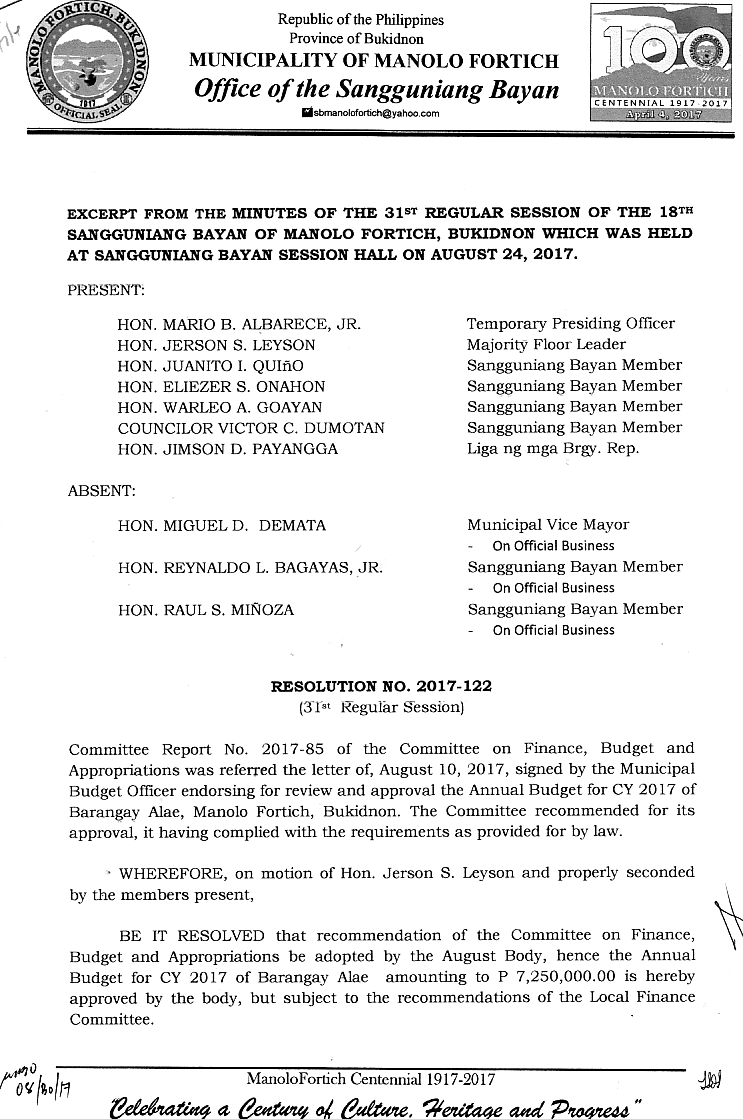 Republic of the Philippines
Province of Bukidnon
MUNICIPALITY OF MANOLO FORTICH
Office of the Sangguniang Bayan
sbmanolofortich@yahoo.com
MANOLO FORTICH, BUKIDNON
1917
OFFICIAL SEAL
100
Years
MANOLO FORTICH
CENTENNIAL 1917-2017
April 4, 2017
EXCERPT FROM THE MINUTES OF THE 31ST REGULAR SESSION OF THE 18TH
SANGGUNIANG BAYAN OF MANOLO FORTICH, BUKIDNON WHICH WAS HELD
AT SANGGUNIANG BAYAN SESSION HALL ON AUGUST 24, 2017.
PRESENT:
HON. MARIO B. ALBARECE, JR. Temporary Presiding Officer
HON. JERSON S. LEYSON Majority Floor Leader
HON. JUANITO I. QUIñO Sangguniang Bayan Member
HON. ELIEZER S. ONAHON Sangguniang Bayan Member
HON. WARLEO A. GOAYAN Sangguniang Bayan Member
COUNCILOR VICTOR C. DUMOTAN Sangguniang Bayan Member
HON. JIMSON D. PAYANGGA Liga ng mga Brgy. Rep.
ABSENT:
HON. MIGUEL D. DEMATA Municipal Vice Mayor
- On Official Business
HON. REYNALDO L. BAGAYAS, JR. Sangguniang Bayan Member
- On Official Business
HON. RAUL S. MIÑOZA Sangguniang Bayan Member
- On Official Business
RESOLUTION NO. 2017-122
(31st Regular Session)
Committee Report No. 2017-85 of the Committee on Finance, Budget and
Appropriations was referred the letter of, August 10, 2017, signed by the Municipal
Budget Officer endorsing for review and approval the Annual Budget for CY 2017 of
Barangay Alae, Manolo Fortich, Bukidnon. The Committee recommended for its
approval, it having complied with the requirements as provided for by law.
WHEREFORE, on motion of Hon. Jerson S. Leyson and properly seconded
by the members present,
BE IT RESOLVED that recommendation of the Committee on Finance,
Budget and Appropriations be adopted by the August Body, hence the Annual
Budget for CY 2017 of Barangay Alae amounting to P 7,250,000.00 is hereby
approved by the body, but subject to the recommendations of the Local Finance
Committee.
08/30/17
ManoloFortich Centennial 1917-2017
"Celebrating a Century of Culture, Heritage and Progress"